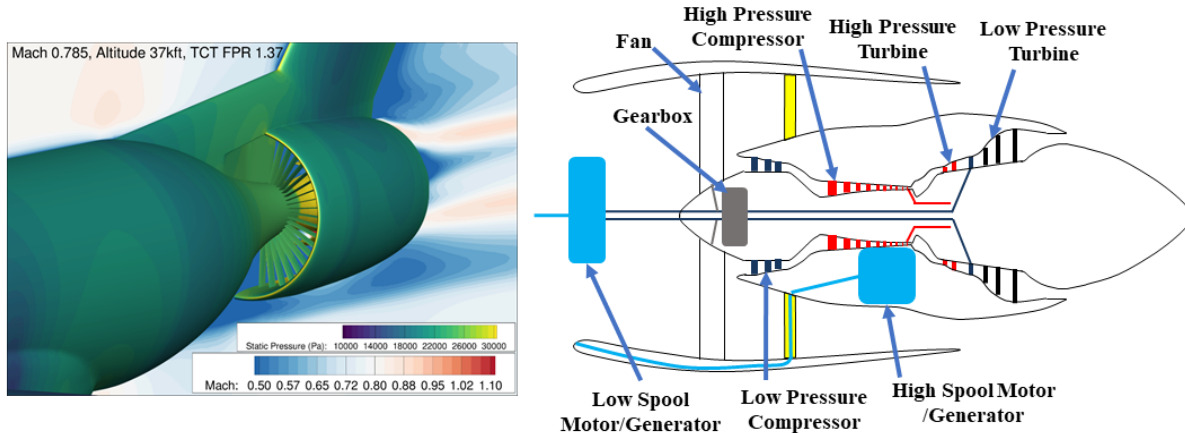 Mach 0.785, Altitude 37kft, TCT FPR 1.37
Static Pressure (Pa):
10000 14000 18000 22000 26000 30000
Mach:
0.50 0.57 0.65 0.72 0.80 0.88 0.95 1.02 1.10
High Pressure
Compressor
High Pressure
Turbine
Low Pressure
Turbine
Fan
Gearbox
Low Spool
Motor/Generator
Low Pressure
Compressor
High Spool Motor
/Generator